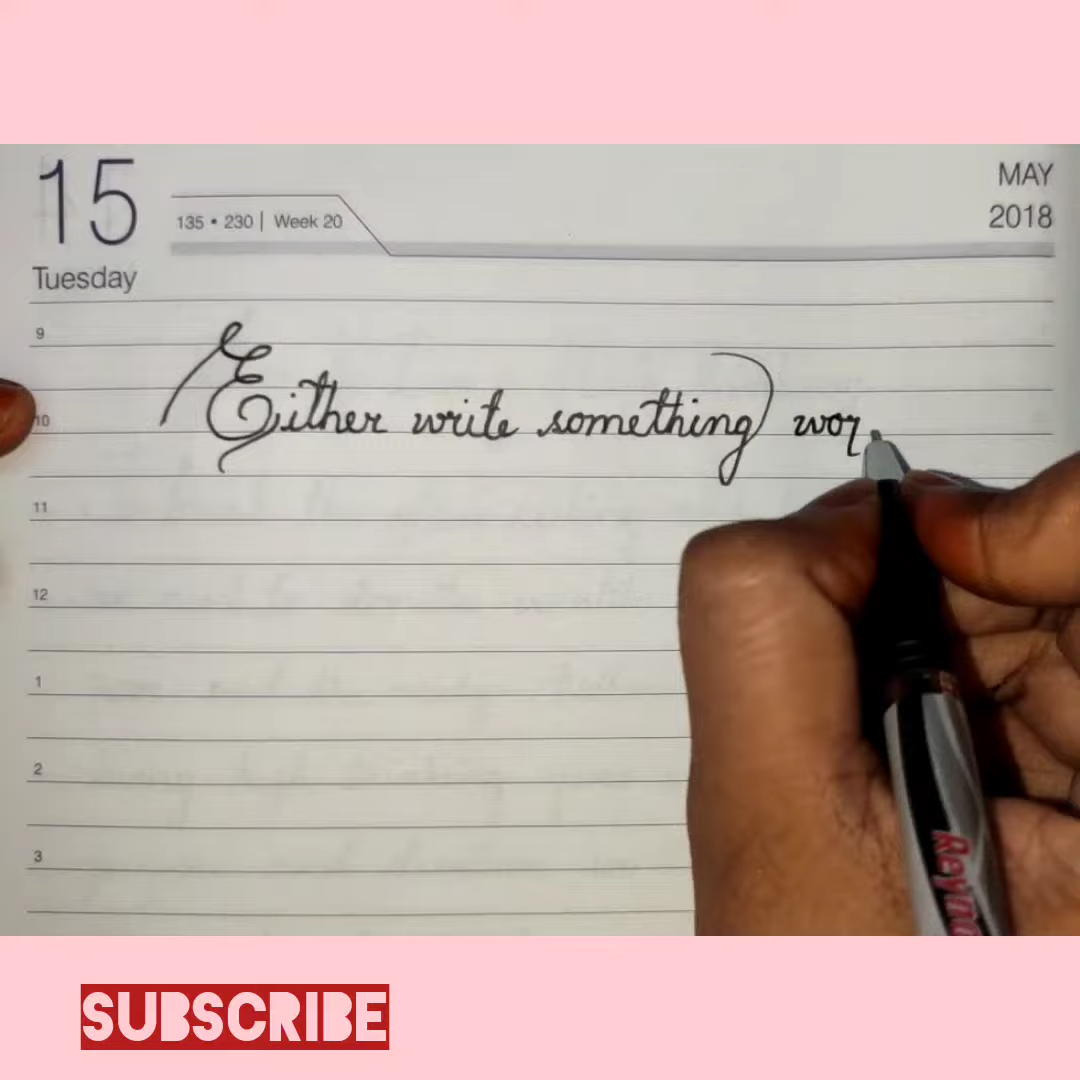 15
MAY
135 • 230 | Week 20
2018
Tuesday
9
Either write something wor
10
11
12
1
2
3
Reyno
SUBSCRIBE